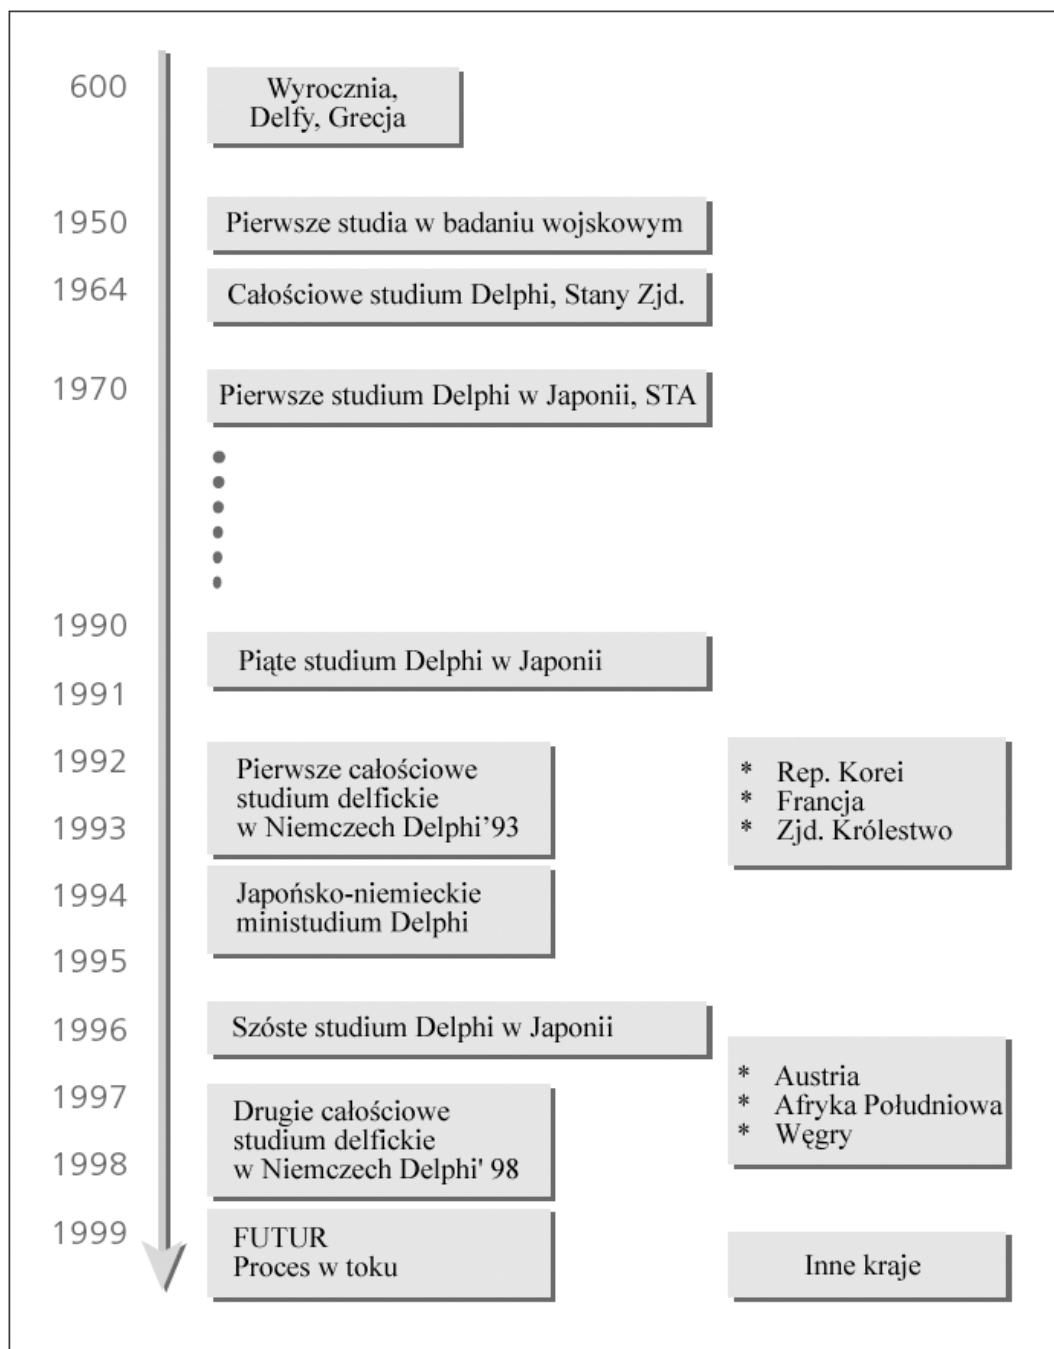 600
Wyrocznia,
Delfy, Grecja
1950
Pierwsze studia w badaniu wojskowym
1964
Całościowe studium Delphi, Stany Zjd.
1970
Pierwsze studium Delphi w Japonii, STA
1990
Piąte studium Delphi w Japonii
1991
1992
Pierwsze całościowe
studium delfickie
w Niemczech Delphi’93
1993
* Rep. Korei
* Francja
* Zjd. Królestwo
1994
Japońsko-niemieckie
ministudium Delphi
1995
1996
Szóste studium Delphi w Japonii
* Austria
* Afryka Południowa
* Węgry
1997
Drugie całościowe
studium delfickie
w Niemczech Delphi' 98
1998
1999
FUTUR
Proces w toku
Inne kraje